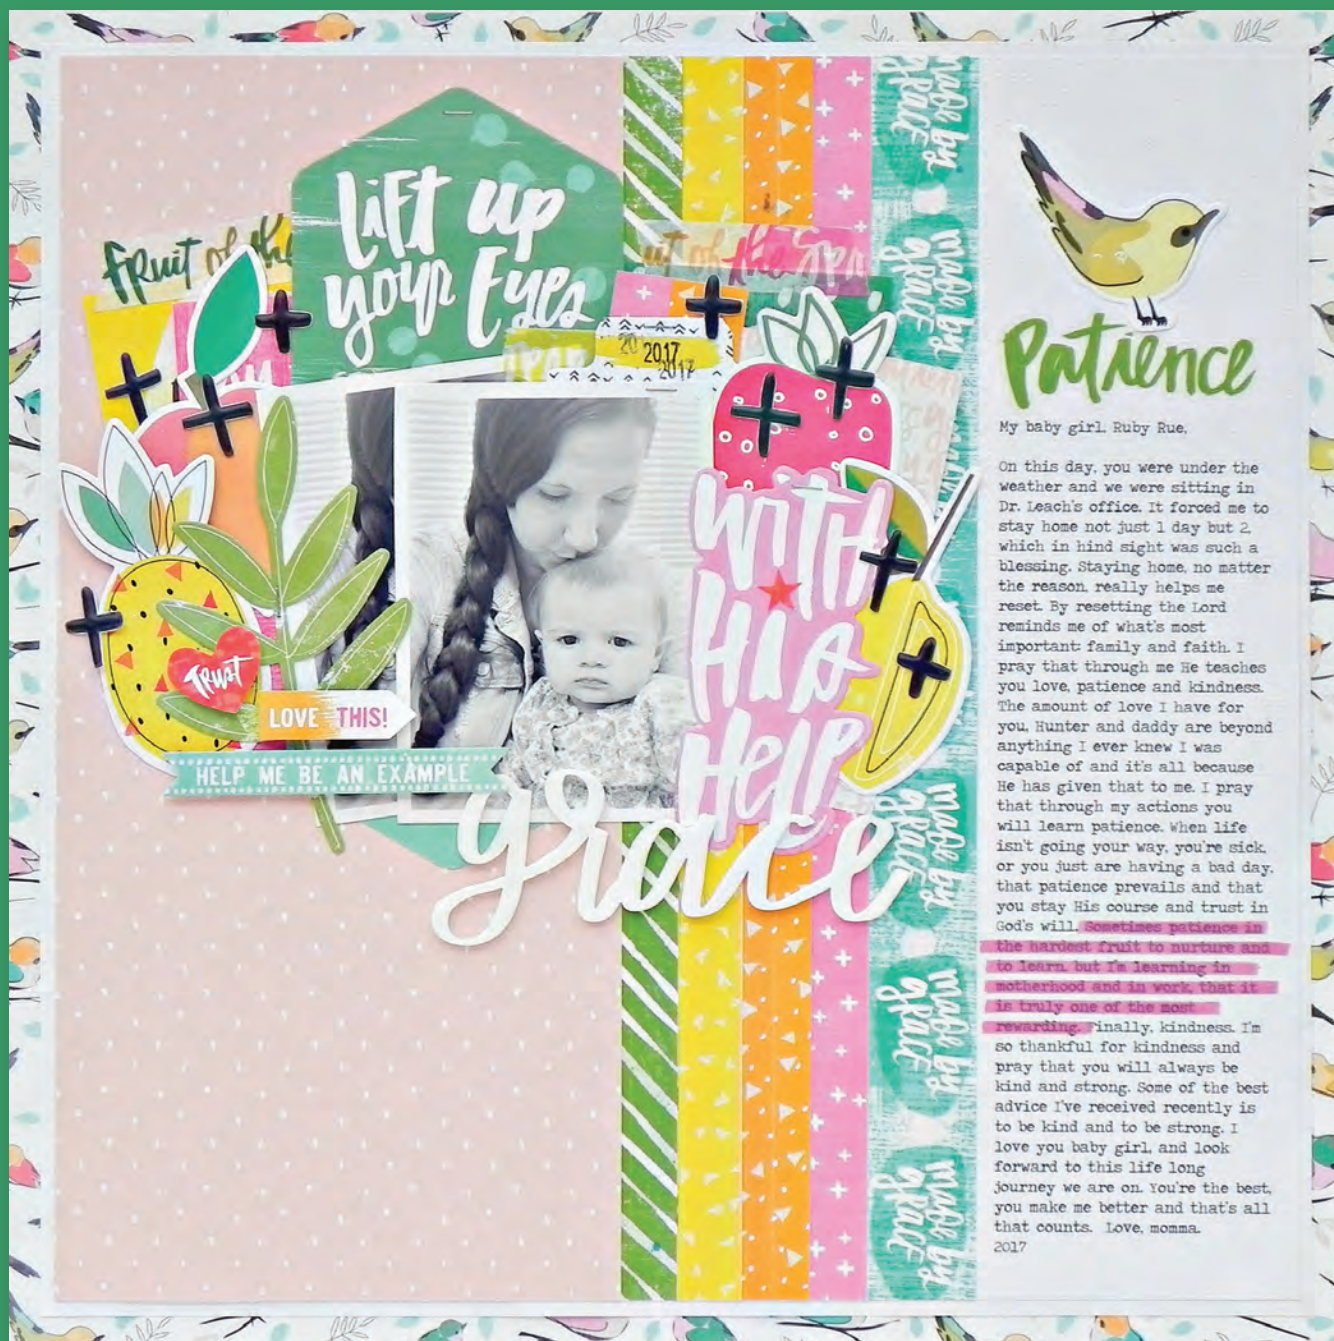 Lift up
your Eyes
fruit of the
2017
2017
with
His
Help
TRUST
LOVE THIS!
HELP ME BE AN EXAMPLE
grace
made by
grace
made by
grace
made by
grace
made by
grace
made by
grace
Patience
My baby girl, Ruby Rue,
On this day, you were under the
weather and we were sitting in
Dr. Leach's office. It forced me to
stay home not just 1 day but 2,
which in hind sight was such a
blessing. Staying home, no matter
the reason, really helps me
reset. By resetting the Lord
reminds me of what's most
important: family and faith. I
pray that through me He teaches
you love, patience and kindness.
The amount of love I have for
you, Hunter and daddy are beyond
anything I ever knew I was
capable of and it's all because
He has given that to me. I pray
that through my actions you
will learn patience. When life
isn't going your way, you're sick,
or you just are having a bad day,
that patience prevails and that
you stay His course and trust in
God's will. Sometimes patience in
the hardest fruit to nurture and
to learn, but I'm learning in
motherhood and in work, that it
is truly one of the most
rewarding. Finally, kindness. I'm
so thankful for kindness and
pray that you will always be
kind and strong. Some of the best
advice I've received recently is
to be kind and to be strong. I
love you baby girl, and look
forward to this life long
journey we are on. You're the best,
you make me better and that's all
that counts. Love, momma.
2017